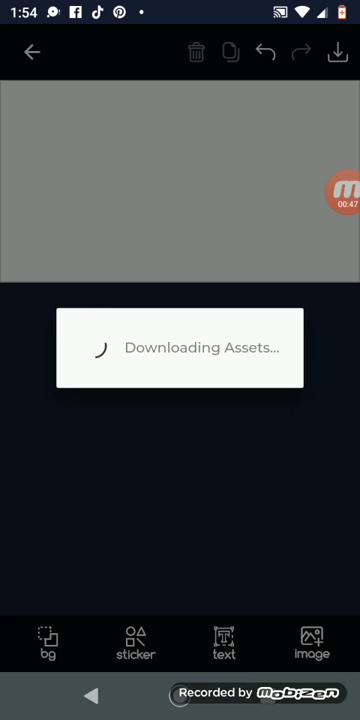 1:54
00:47
Downloading Assets...
bg
sticker
text
image
Recorded by mobizen